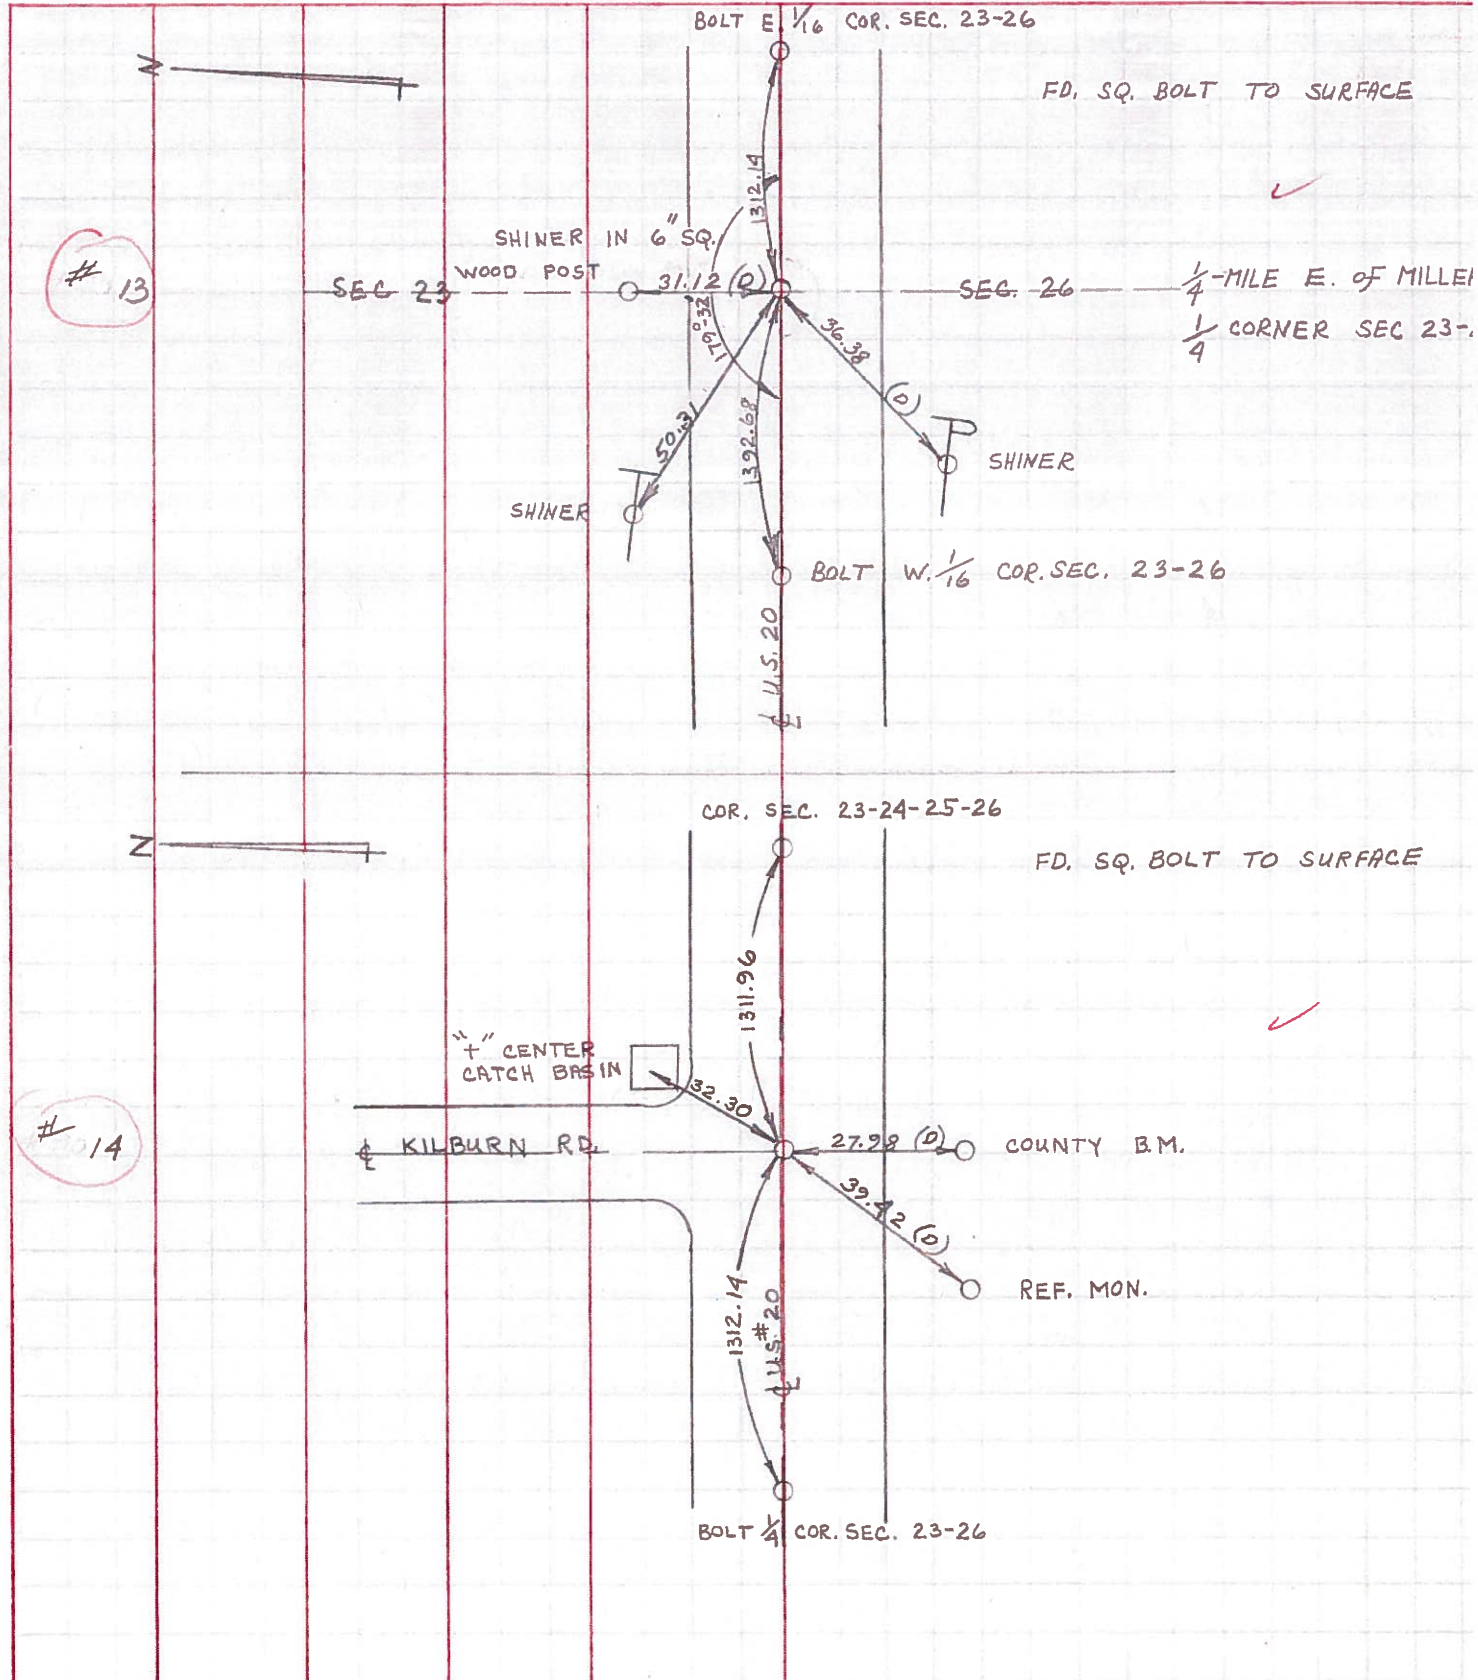 BOLT E. 1/16 COR. SEC. 23-26
N
FD. SQ. BOLT TO SURFACE
1312.14
# 13
SHINER IN 6" SQ.
WOOD POST
SEC 23
31.12 (D)
SEC. 26
1/4-MILE E. OF
1/4 CORNER SEC 23-
179°-32'
36.38 (D)
50.31
1392.68
SHINER
SHINER
BOLT W. 1/16 COR. SEC. 23-26
℄ U.S. 20
COR. SEC. 23-24-25-26
N
FD. SQ. BOLT TO SURFACE
1311.96
"+" CENTER
CATCH BASIN
32.30
# 14
℄ KILBURN RD.
27.98 (D)
COUNTY B.M.
39.42 (D)
REF. MON.
1312.14
℄ U.S. #20
BOLT 1/4 COR. SEC. 23-26